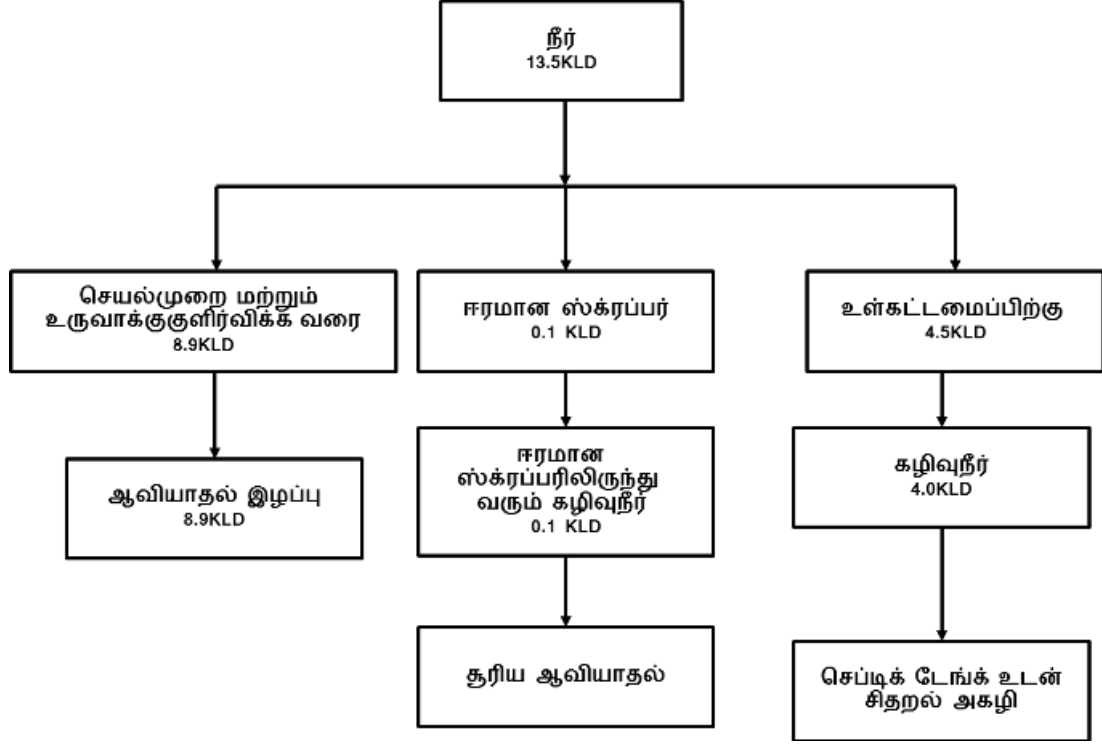 நீர்
13.5KLD
செயல்முறை மற்றும்
உருவாக்குகுளிர்விக்க வரை
8.9KLD
ஈரமான ஸ்க்ரப்பர்
0.1 KLD
உள்கட்டமைப்பிற்கு
4.5KLD
ஆவியாதல் இழப்பு
8.9KLD
ஈரமான
ஸ்க்ரப்பரிலிருந்து
வரும் கழிவுநீர்
0.1 KLD
கழிவுநீர்
4.0KLD
சூரிய ஆவியாதல்
செப்டிக் டேங்க் உடன்
சிதறல் அகழி